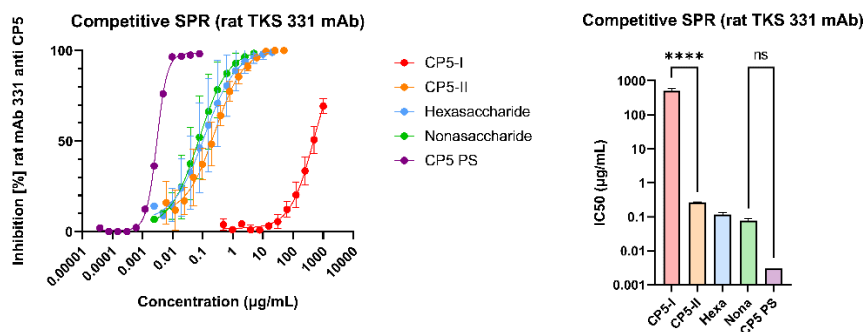 Competitive SPR (rat TKS 331 mAb)
Inhibition [%] rat mAb 331 anti CP5
100
50
0
0.00001
0.0001
0.001
0.01
0.1
1
10
100
1000
10000
Concentration (µg/mL)
CP5-I
CP5-II
Hexasaccharide
Nonasaccharide
CP5 PS
Competitive SPR (rat TKS 331 mAb)
**** ns
IC50 (µg/mL)
1000
100
10
1
0.1
0.01
0.001
CP5-I
CP5-II
Hexa
Nona
CP5 PS